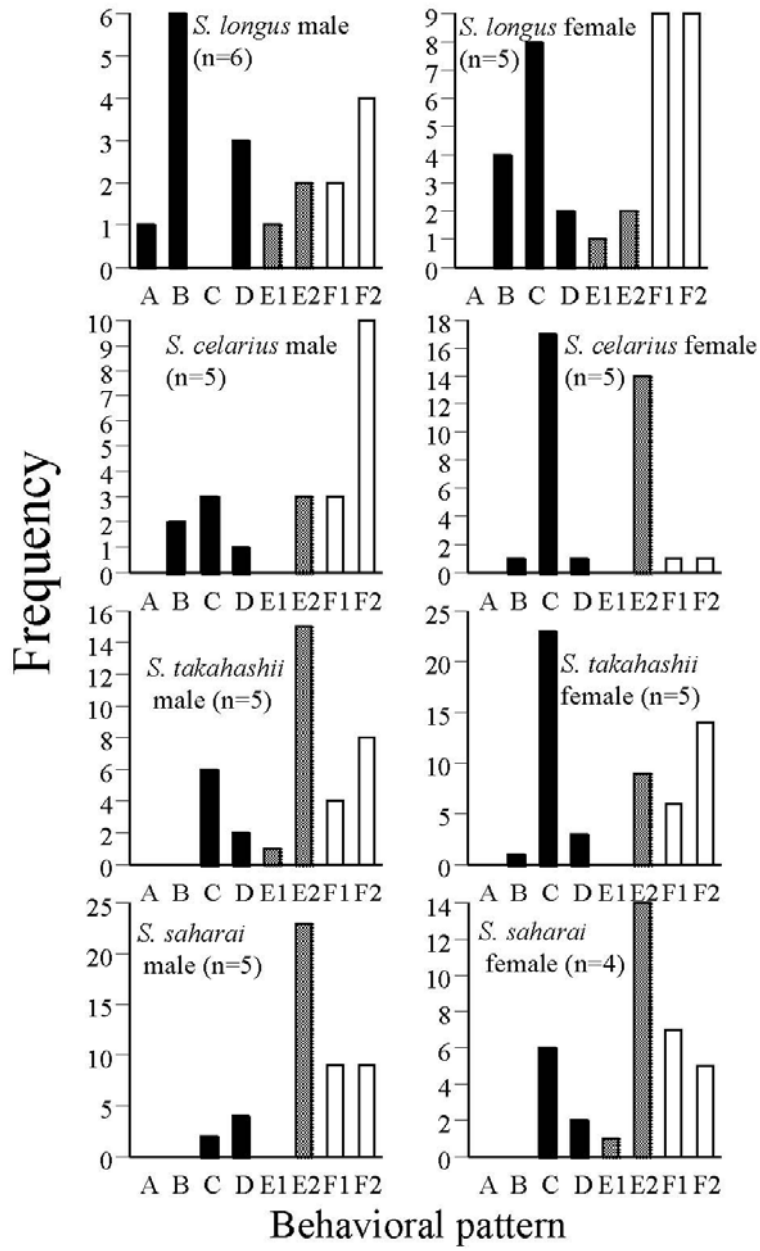 Frequency
6
5
4
3
2
1
0
S. longus male
(n=6)
A B C D E1 E2 F1 F2
9
8
7
6
5
4
3
2
1
0
S. longus female
(n=5)
A B C D E1 E2 F1 F2
10
9
8
7
6
5
4
3
2
1
0
S. celarius male
(n=5)
A B C D E1 E2 F1 F2
18
16
14
12
10
8
6
4
2
0
S. celarius female
(n=5)
A B C D E1 E2 F1 F2
16
14
12
10
8
6
4
2
0
S. takahashii
male (n=5)
A B C D E1 E2 F1 F2
25
20
15
10
5
0
S. takahashii
female (n=5)
A B C D E1 E2 F1 F2
25
20
15
10
5
0
S. saharai
male (n=5)
A B C D E1 E2 F1 F2
14
12
10
8
6
4
2
0
S. saharai
female (n=4)
A B C D E1 E2 F1 F2
Behavioral pattern